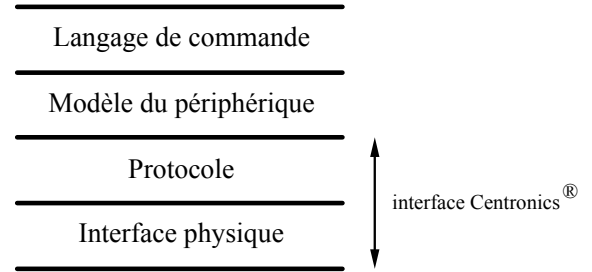 Langage de commande
Modèle du périphérique
Protocole
interface Centronics®
Interface physique